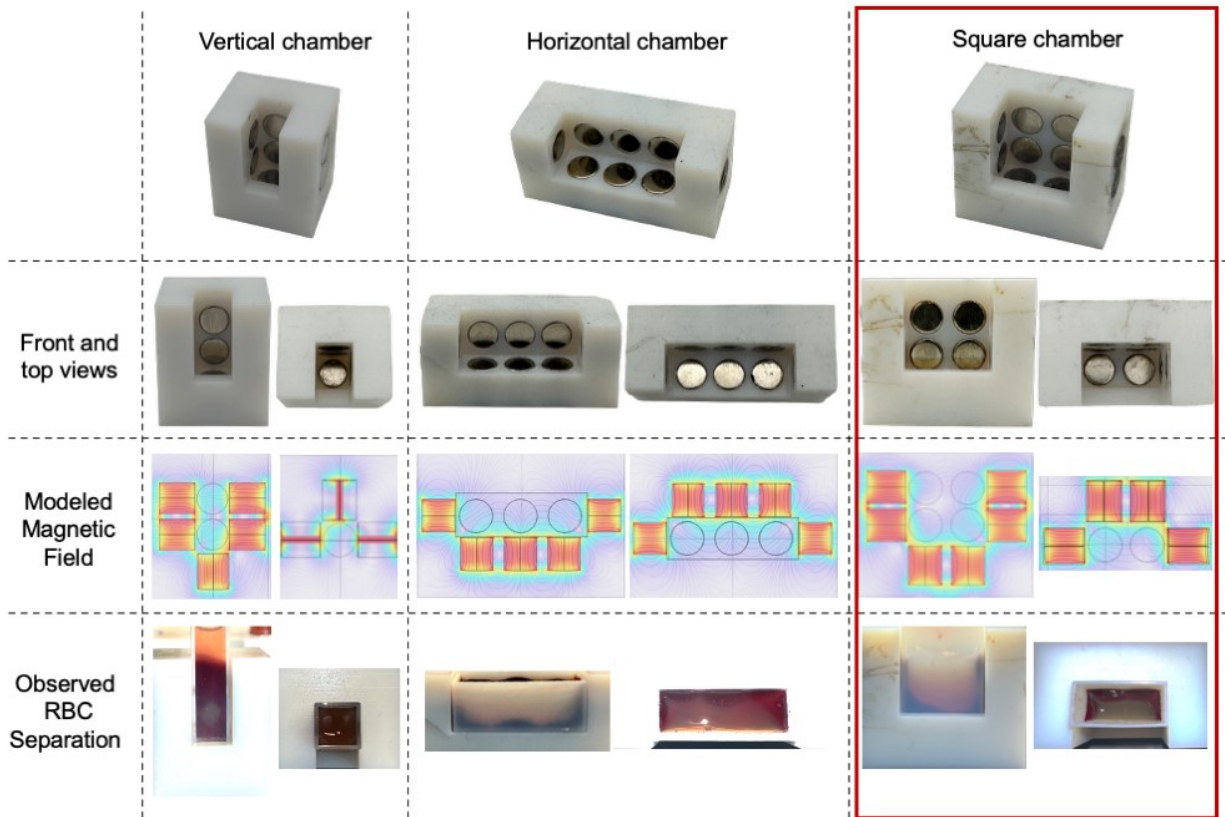 Vertical chamber
Horizontal chamber
Square chamber
Front and
top views
Modeled
Magnetic
Field
Observed
RBC
Separation